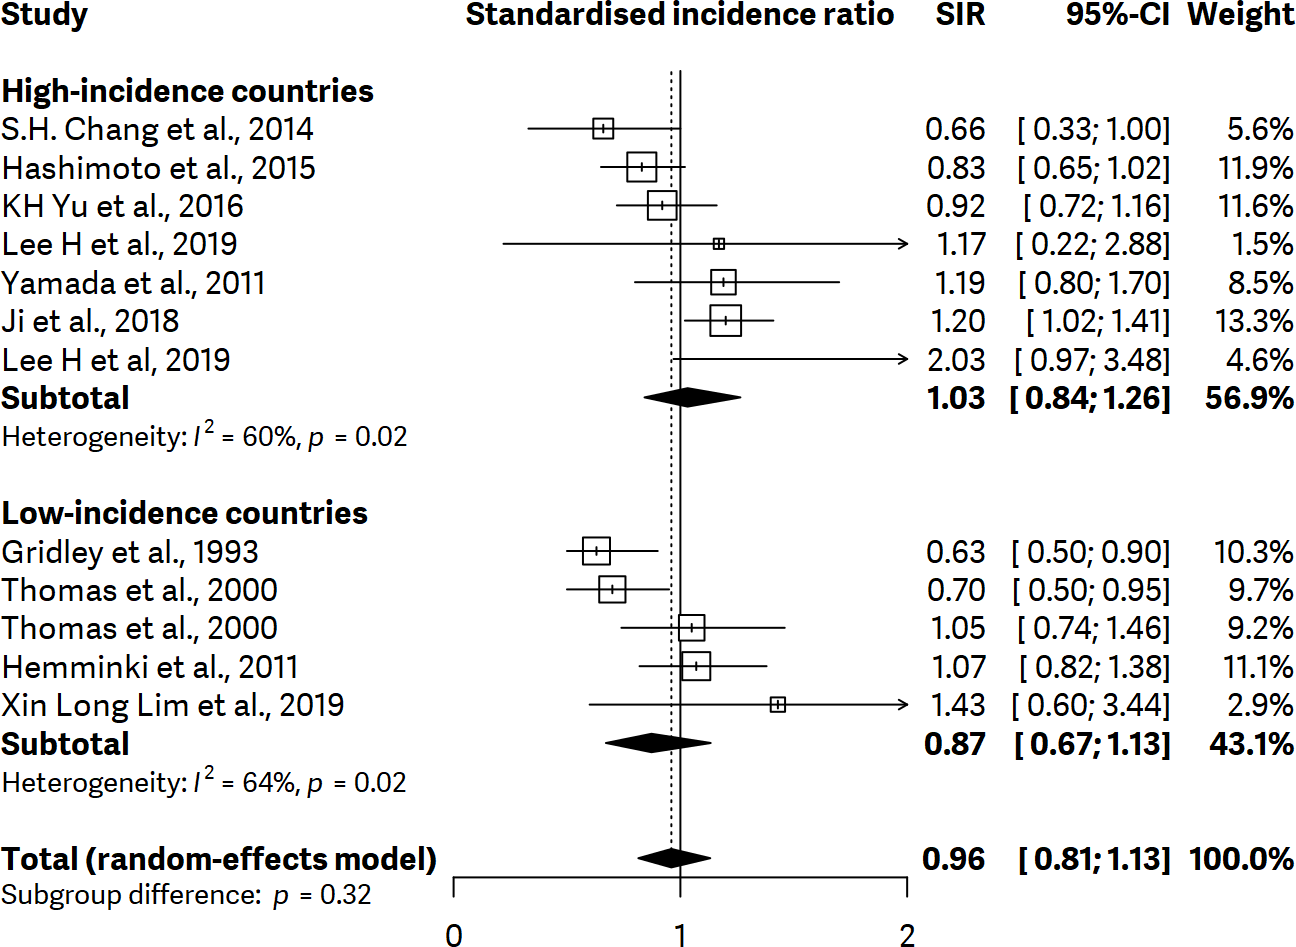 Study Standardised incidence ratio SIR 95%-CI Weight
High-incidence countries
S.H. Chang et al., 2014 0.66 [ 0.33; 1.00] 5.6%
Hashimoto et al., 2015 0.83 [ 0.65; 1.02] 11.9%
KH Yu et al., 2016 0.92 [ 0.72; 1.16] 11.6%
Lee H et al., 2019 1.17 [ 0.22; 2.88] 1.5%
Yamada et al., 2011 1.19 [ 0.80; 1.70] 8.5%
Ji et al., 2018 1.20 [ 1.02; 1.41] 13.3%
Lee H et al, 2019 2.03 [ 0.97; 3.48] 4.6%
Subtotal 1.03 [ 0.84; 1.26] 56.9%
Heterogeneity: I² = 60%, p = 0.02
Low-incidence countries
Gridley et al., 1993 0.63 [ 0.50; 0.90] 10.3%
Thomas et al., 2000 0.70 [ 0.50; 0.95] 9.7%
Thomas et al., 2000 1.05 [ 0.74; 1.46] 9.2%
Hemminki et al., 2011 1.07 [ 0.82; 1.38] 11.1%
Xin Long Lim et al., 2019 1.43 [ 0.60; 3.44] 2.9%
Subtotal 0.87 [ 0.67; 1.13] 43.1%
Heterogeneity: I² = 64%, p = 0.02
Total (random-effects model) 0.96 [ 0.81; 1.13] 100.0%
Subgroup difference: p = 0.32
0 1 2